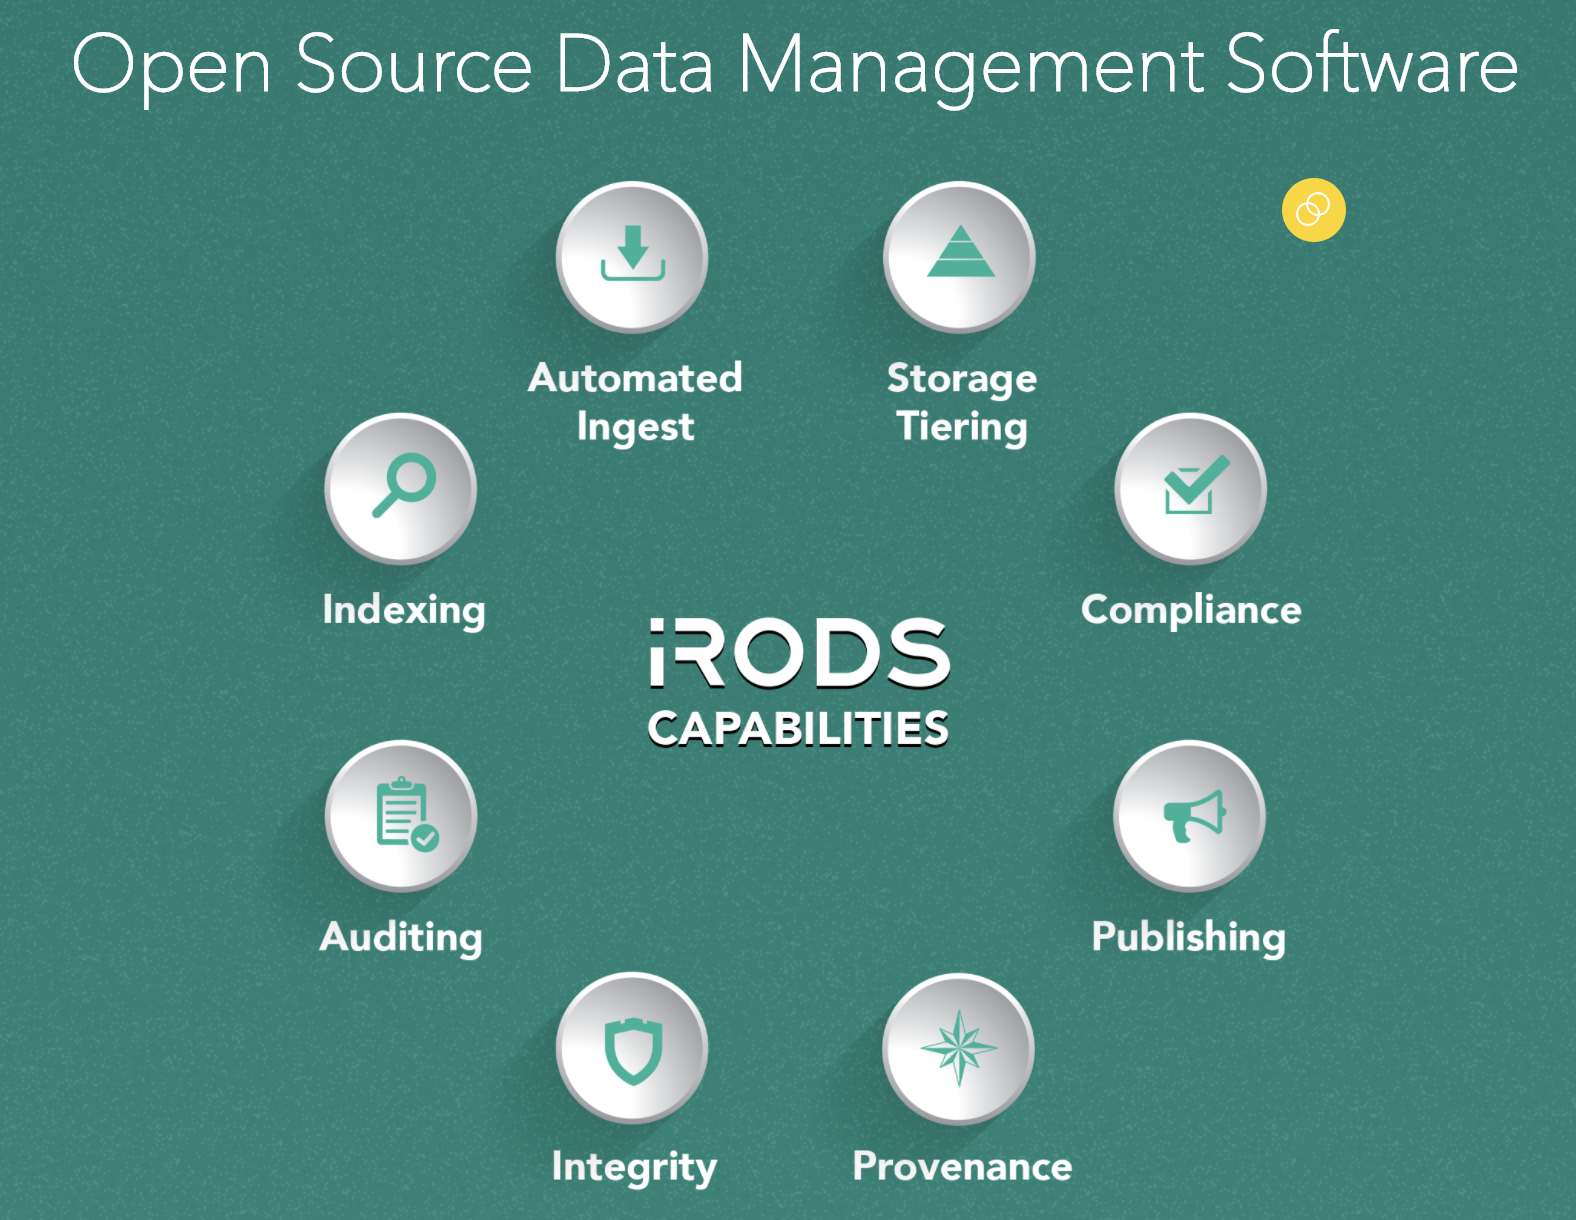 Open Source Data Management Software
Automated
Ingest
Storage
Tiering
Indexing
Compliance
iRODS
CAPABILITIES
Auditing
Publishing
Integrity
Provenance